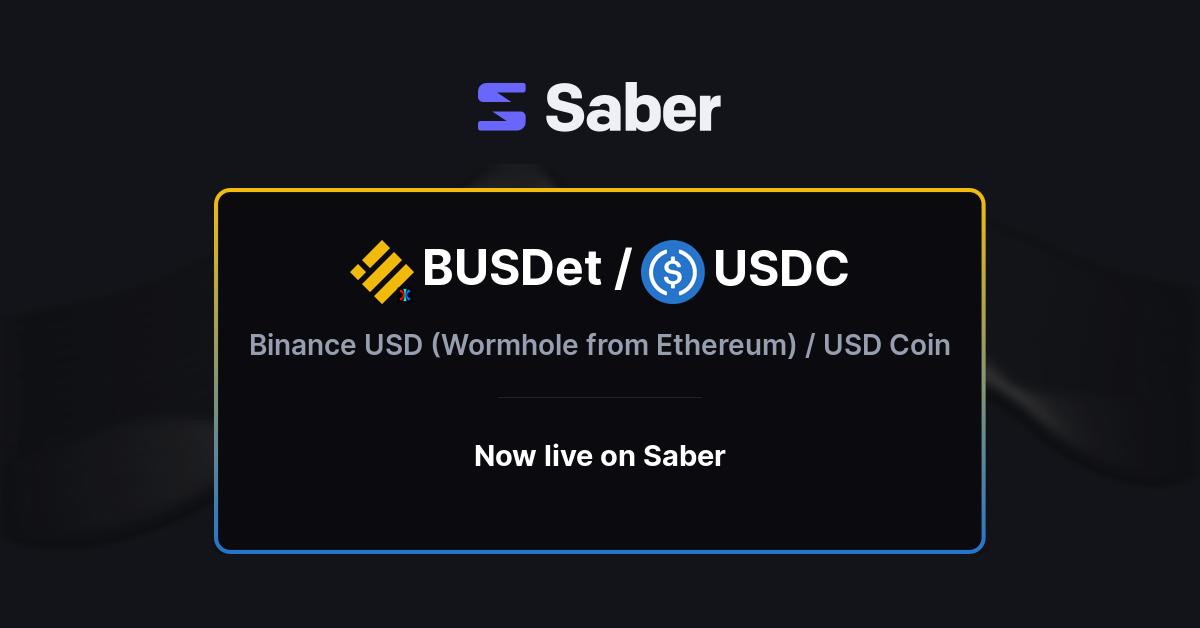 Saber
BUSDet / USDC
Binance USD (Wormhole from Ethereum) / USD Coin
Now live on Saber